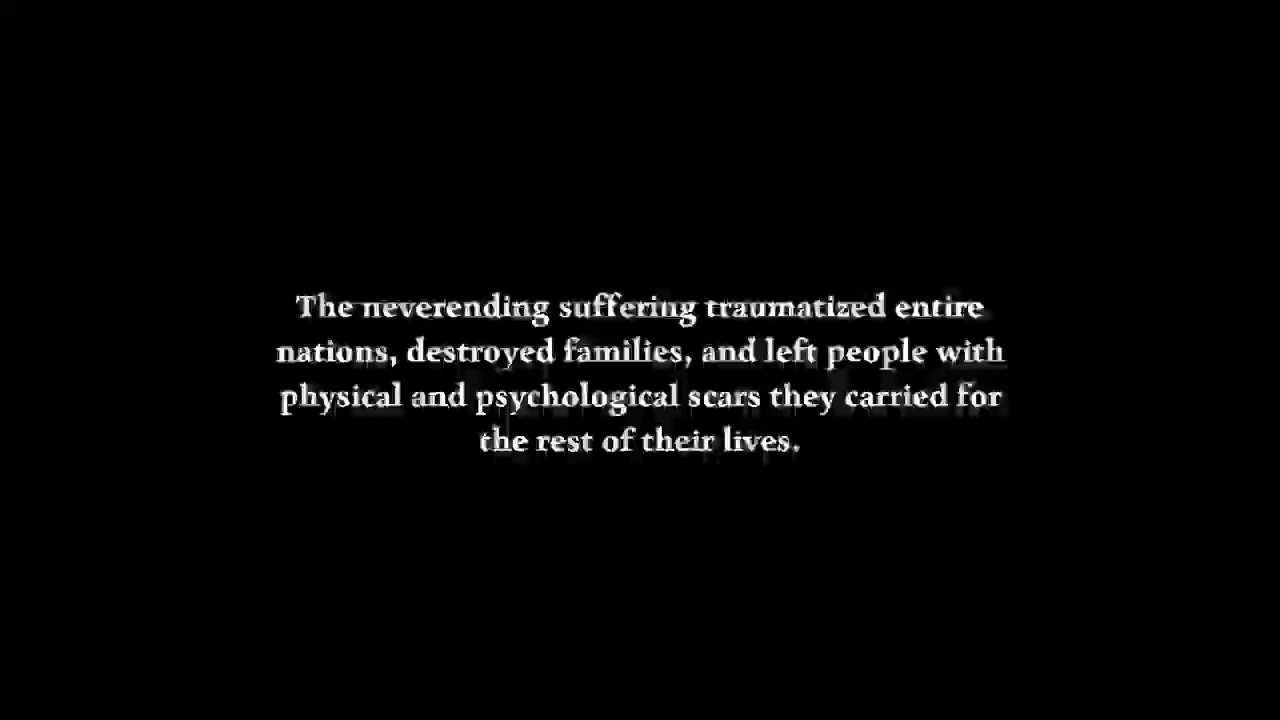 The neverending suffering traumatized entire
nations, destroyed families, and left people with
physical and psychological scars they carried for
the rest of their lives.